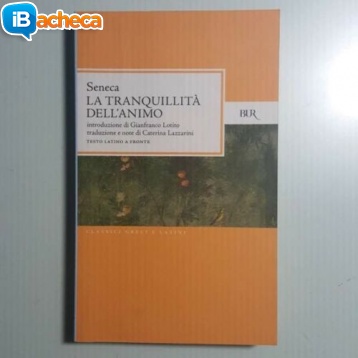 iBacheca
Seneca
LA TRANQUILLITÀ
DELL'ANIMO
introduzione di Gianfranco Lotito
traduzione e note di Caterina Lazzarini
TESTO LATINO A FRONTE
BUR
CLASSICI GRECI E LATINI